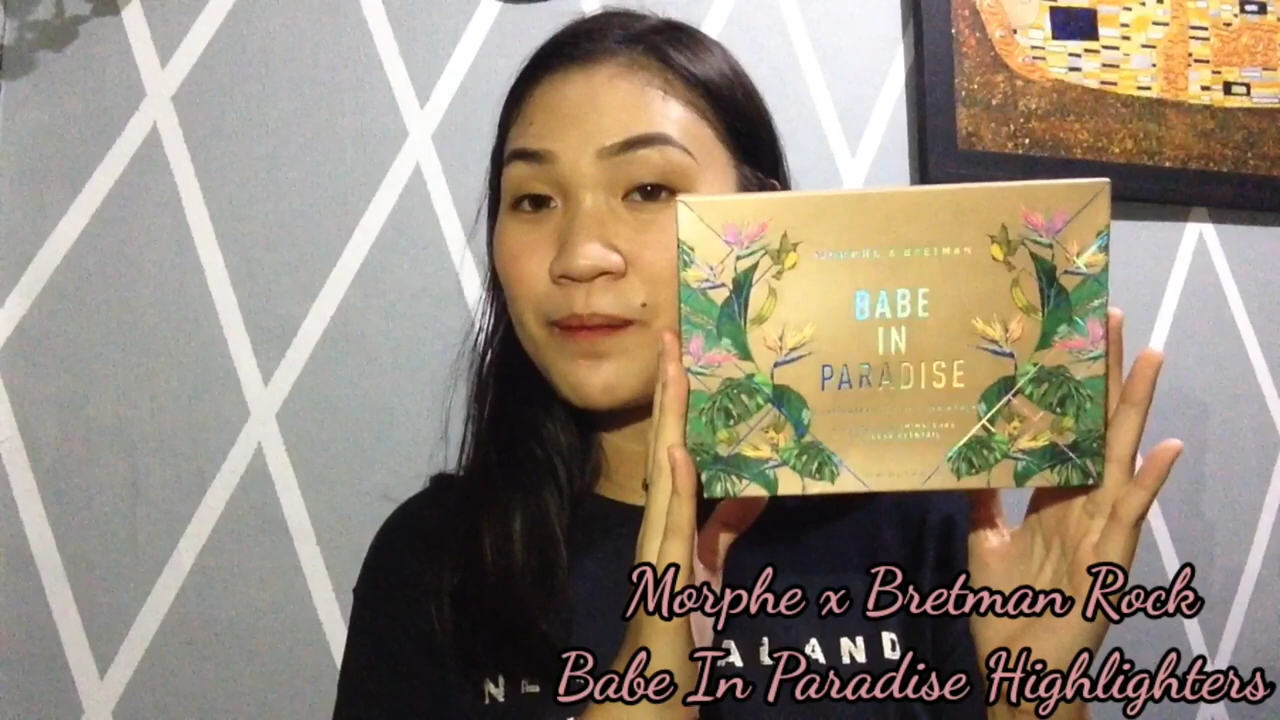 MORPHE X BRETMAN
BABE
IN
PARADISE
Morphe x Bretman Rock
Babe In Paradise Highlighters